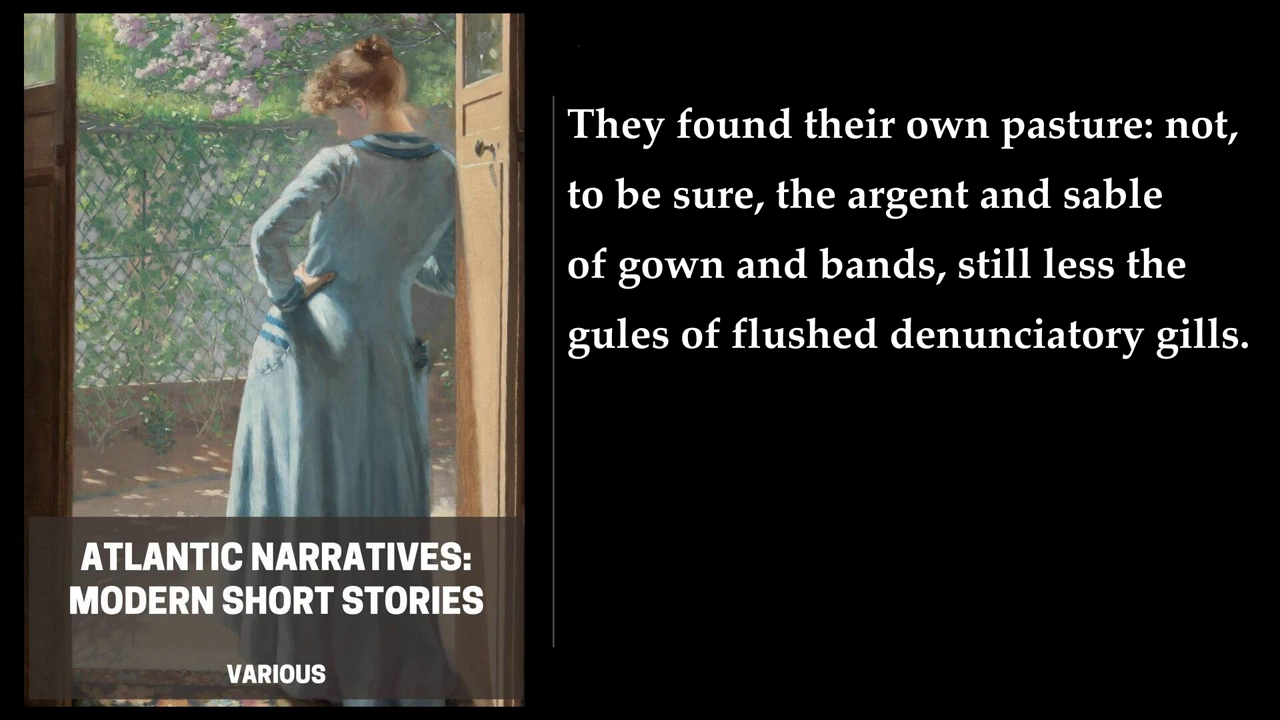 They found their own pasture: not,
to be sure, the argent and sable
of gown and bands, still less the
gules of flushed denunciatory gills.
ATLANTIC NARRATIVES:
MODERN SHORT STORIES
VARIOUS